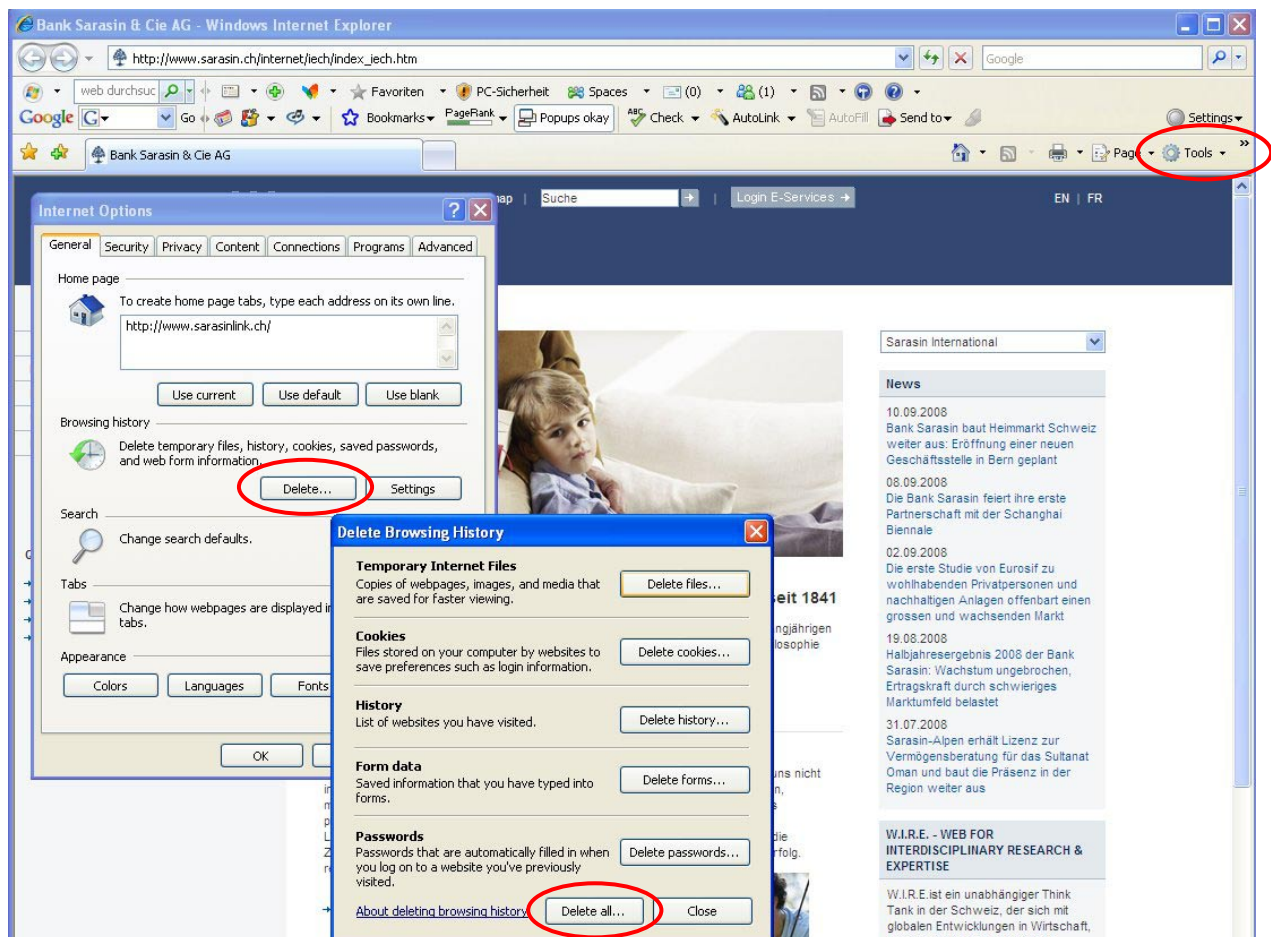 Bank Sarasin & Cie AG - Windows Internet Explorer
http://www.sarasin.ch/internet/iech/index_iech.htm
Google
web durchsuc
Favoriten
PC-Sicherheit
Spaces
(0)
(1)
Google
G
Go
Bookmarks
PageRank
Popups okay
Check
AutoLink
AutoFill
Send to
Settings
Bank Sarasin & Cie AG
Page
Tools
map | Suche | Login E-Services
EN | FR
Internet Options
General Security Privacy Content Connections Programs Advanced
Home page
To create home page tabs, type each address on its own line.
http://www.sarasinlink.ch/
Use current Use default Use blank
Browsing history
Delete temporary files, history, cookies, saved passwords,
and web form information.
Delete... Settings
Search
Change search defaults.
Tabs
Change how webpages are displayed in
tabs.
Appearance
Colors Languages Fonts
OK
Delete Browsing History
Temporary Internet Files
Copies of webpages, images, and media that
are saved for faster viewing.
Delete files...
Cookies
Files stored on your computer by websites to
save preferences such as login information.
Delete cookies...
History
List of websites you have visited.
Delete history...
Form data
Saved information that you have typed into
forms.
Delete forms...
Passwords
Passwords that are automatically filled in when
you log on to a website you've previously
visited.
Delete passwords...
About deleting browsing history
Delete all... Close
seit 1841
ngjährigen
losophie
uns nicht
n,
s
die
rfolg.
Sarasin International
News
10.09.2008
Bank Sarasin baut Heimmarkt Schweiz
weiter aus: Eröffnung einer neuen
Geschäftsstelle in Bern geplant
08.09.2008
Die Bank Sarasin feiert ihre erste
Partnerschaft mit der Schanghai
Biennale
02.09.2008
Die erste Studie von Eurosif zu
wohlhabenden Privatpersonen und
nachhaltigen Anlagen offenbart einen
grossen und wachsenden Markt
19.08.2008
Halbjahresergebnis 2008 der Bank
Sarasin: Wachstum ungebrochen,
Ertragskraft durch schwieriges
Marktumfeld belastet
31.07.2008
Sarasin-Alpen erhält Lizenz zur
Vermögensberatung für das Sultanat
Oman und baut die Präsenz in der
Region weiter aus
W.I.R.E. - WEB FOR
INTERDISCIPLINARY RESEARCH &
EXPERTISE
W.I.R.E.ist ein unabhängiger Think
Tank in der Schweiz, der sich mit
globalen Entwicklungen in Wirtschaft,